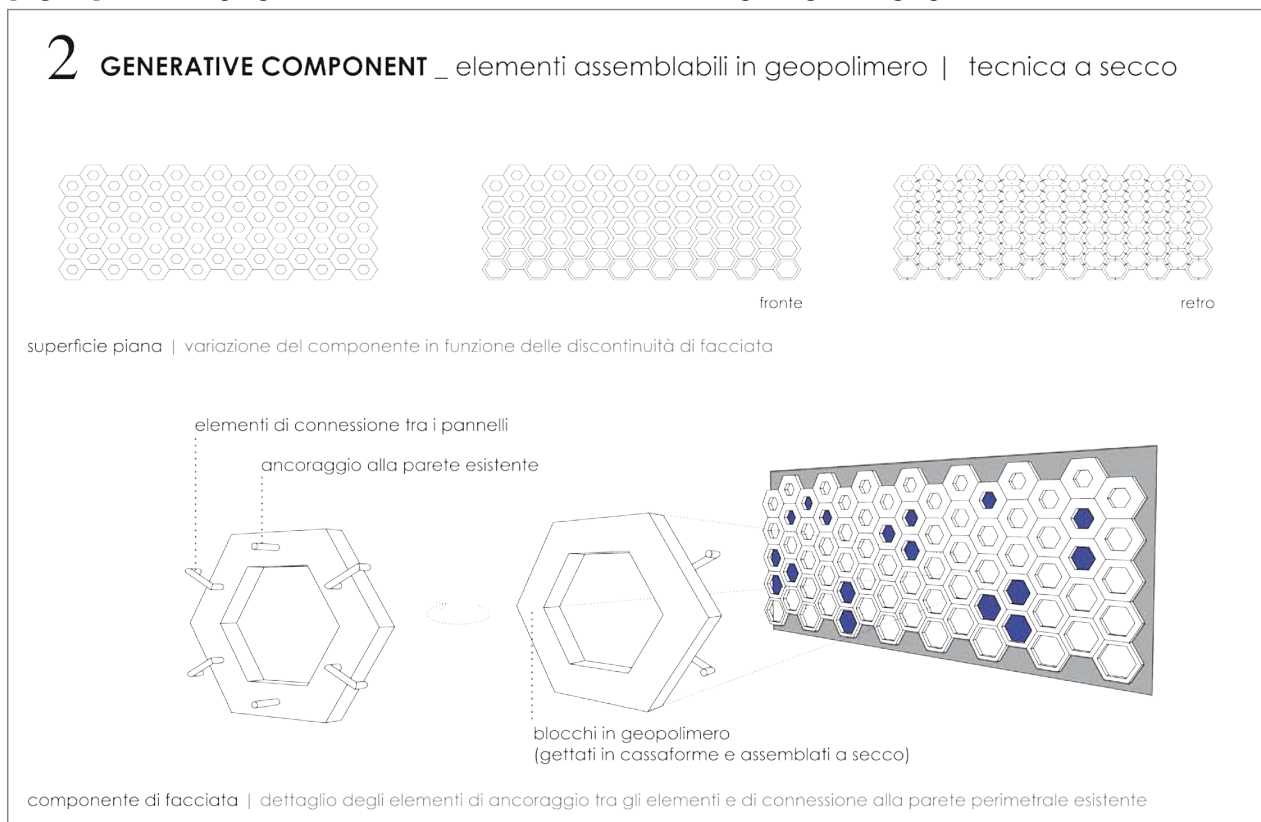 2 GENERATIVE COMPONENT _ elementi assemblabili in geopolimero | tecnica a secco
fronte
retro
superficie piana | variazione del componente in funzione delle discontinuità di facciata
elementi di connessione tra i pannelli
ancoraggio alla parete esistente
blocchi in geopolimero
(gettati in cassaforme e assemblati a secco)
componente di facciata | dettaglio degli elementi di ancoraggio tra gli elementi e di connessione alla parete perimetrale esistente